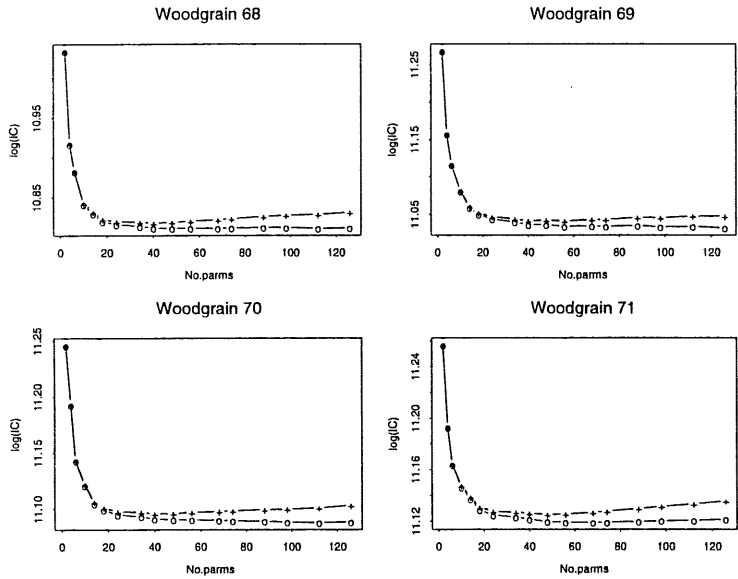 Woodgrain 68
log(IC)
10.95
10.85
0 20 40 60 80 100 120
No.parms
Woodgrain 69
log(IC)
11.25
11.15
11.05
0 20 40 60 80 100 120
No.parms
Woodgrain 70
log(IC)
11.25
11.20
11.15
11.10
0 20 40 60 80 100 120
No.parms
Woodgrain 71
log(IC)
11.24
11.20
11.16
11.12
0 20 40 60 80 100 120
No.parms